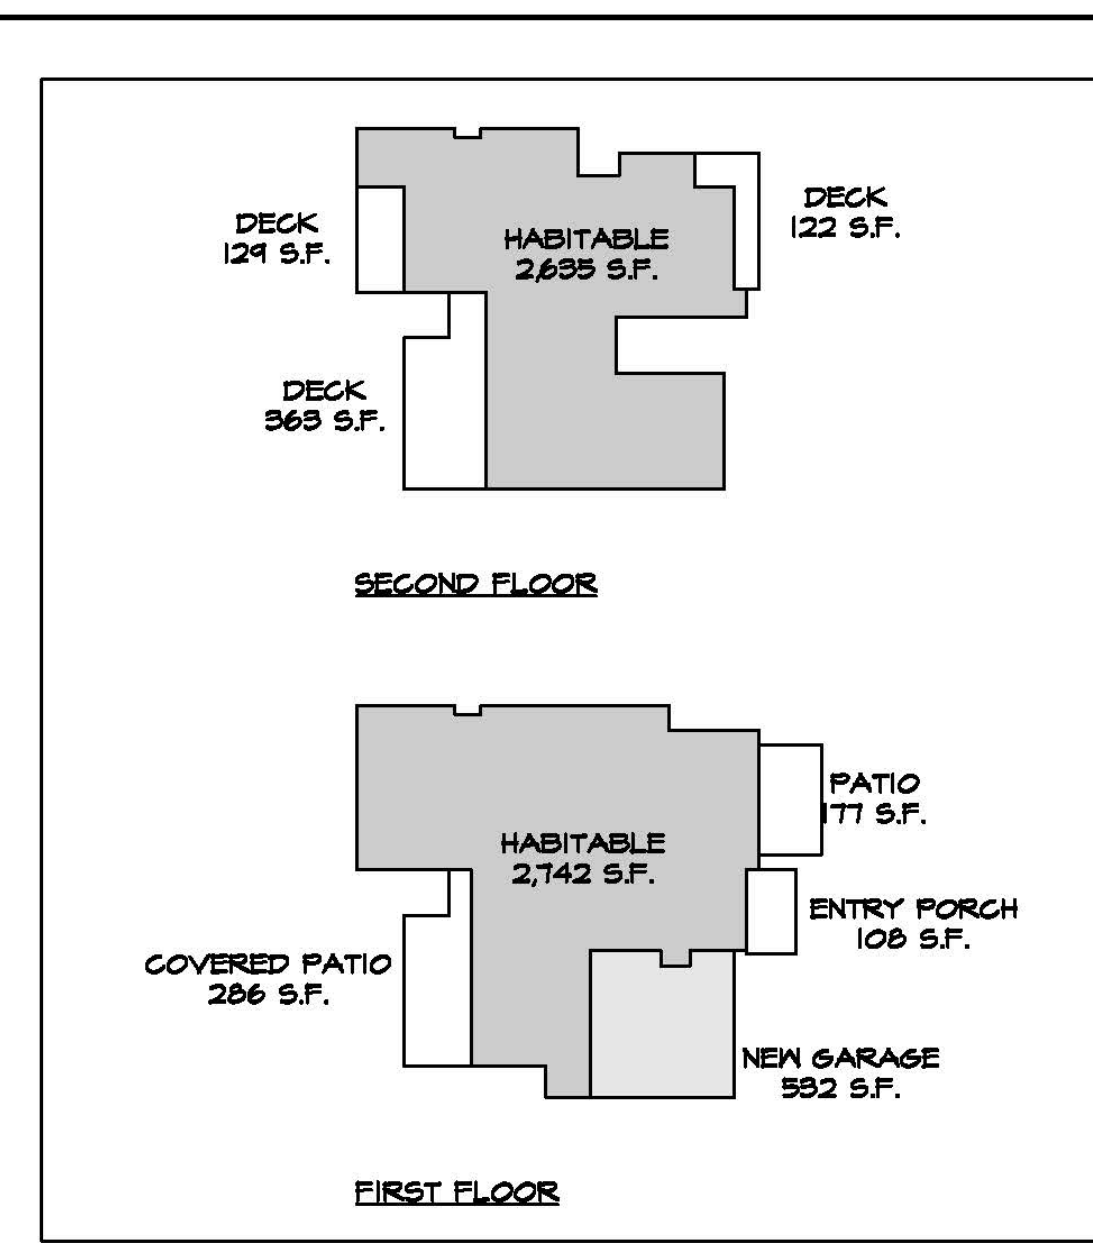 DECK
129 S.F.
HABITABLE
2,635 S.F.
DECK
122 S.F.
DECK
363 S.F.
SECOND FLOOR
PATIO
177 S.F.
HABITABLE
2,742 S.F.
ENTRY PORCH
108 S.F.
COVERED PATIO
286 S.F.
NEW GARAGE
532 S.F.
FIRST FLOOR